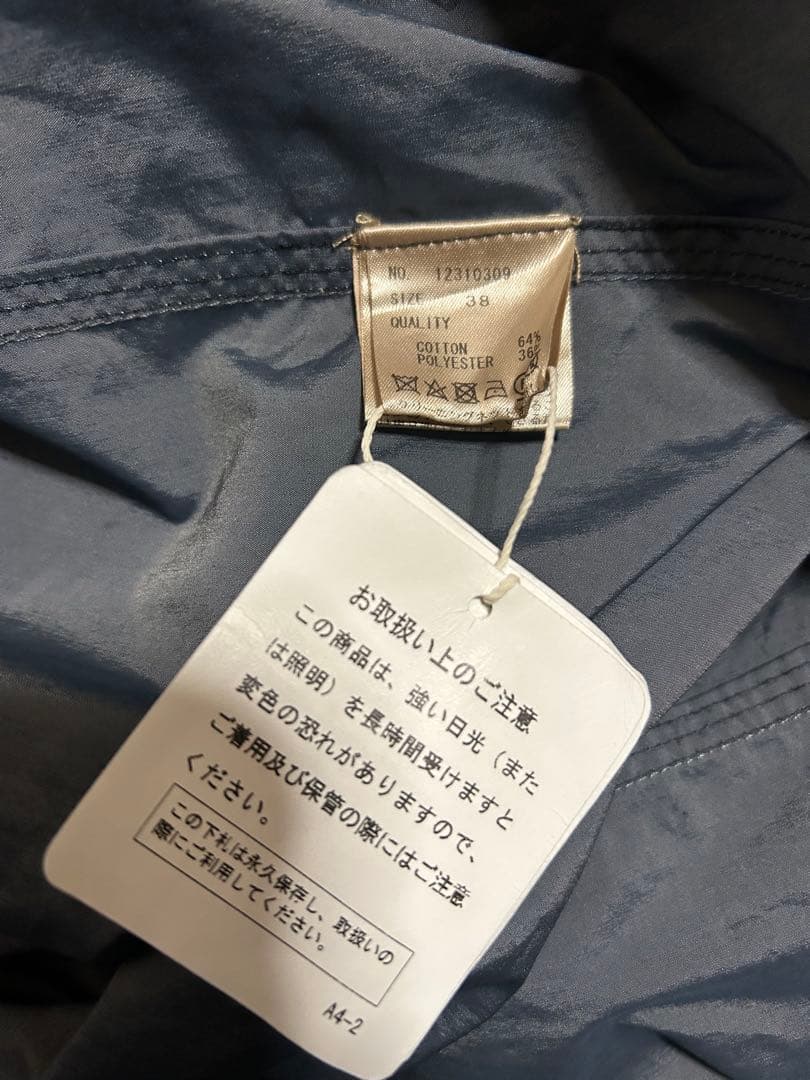 NO. 12310309
SIZE 38
QUALITY
COTTON 64%
POLYESTER 36%
お取扱い上のご注意
この商品は、強い日光（また
は照明）を長時間受けますと
変色の恐れがありますので、
ご着用及び保管の際にはご注意
ください。
この下札は永久保存し、取扱いの
際にご利用してください。
A4-2